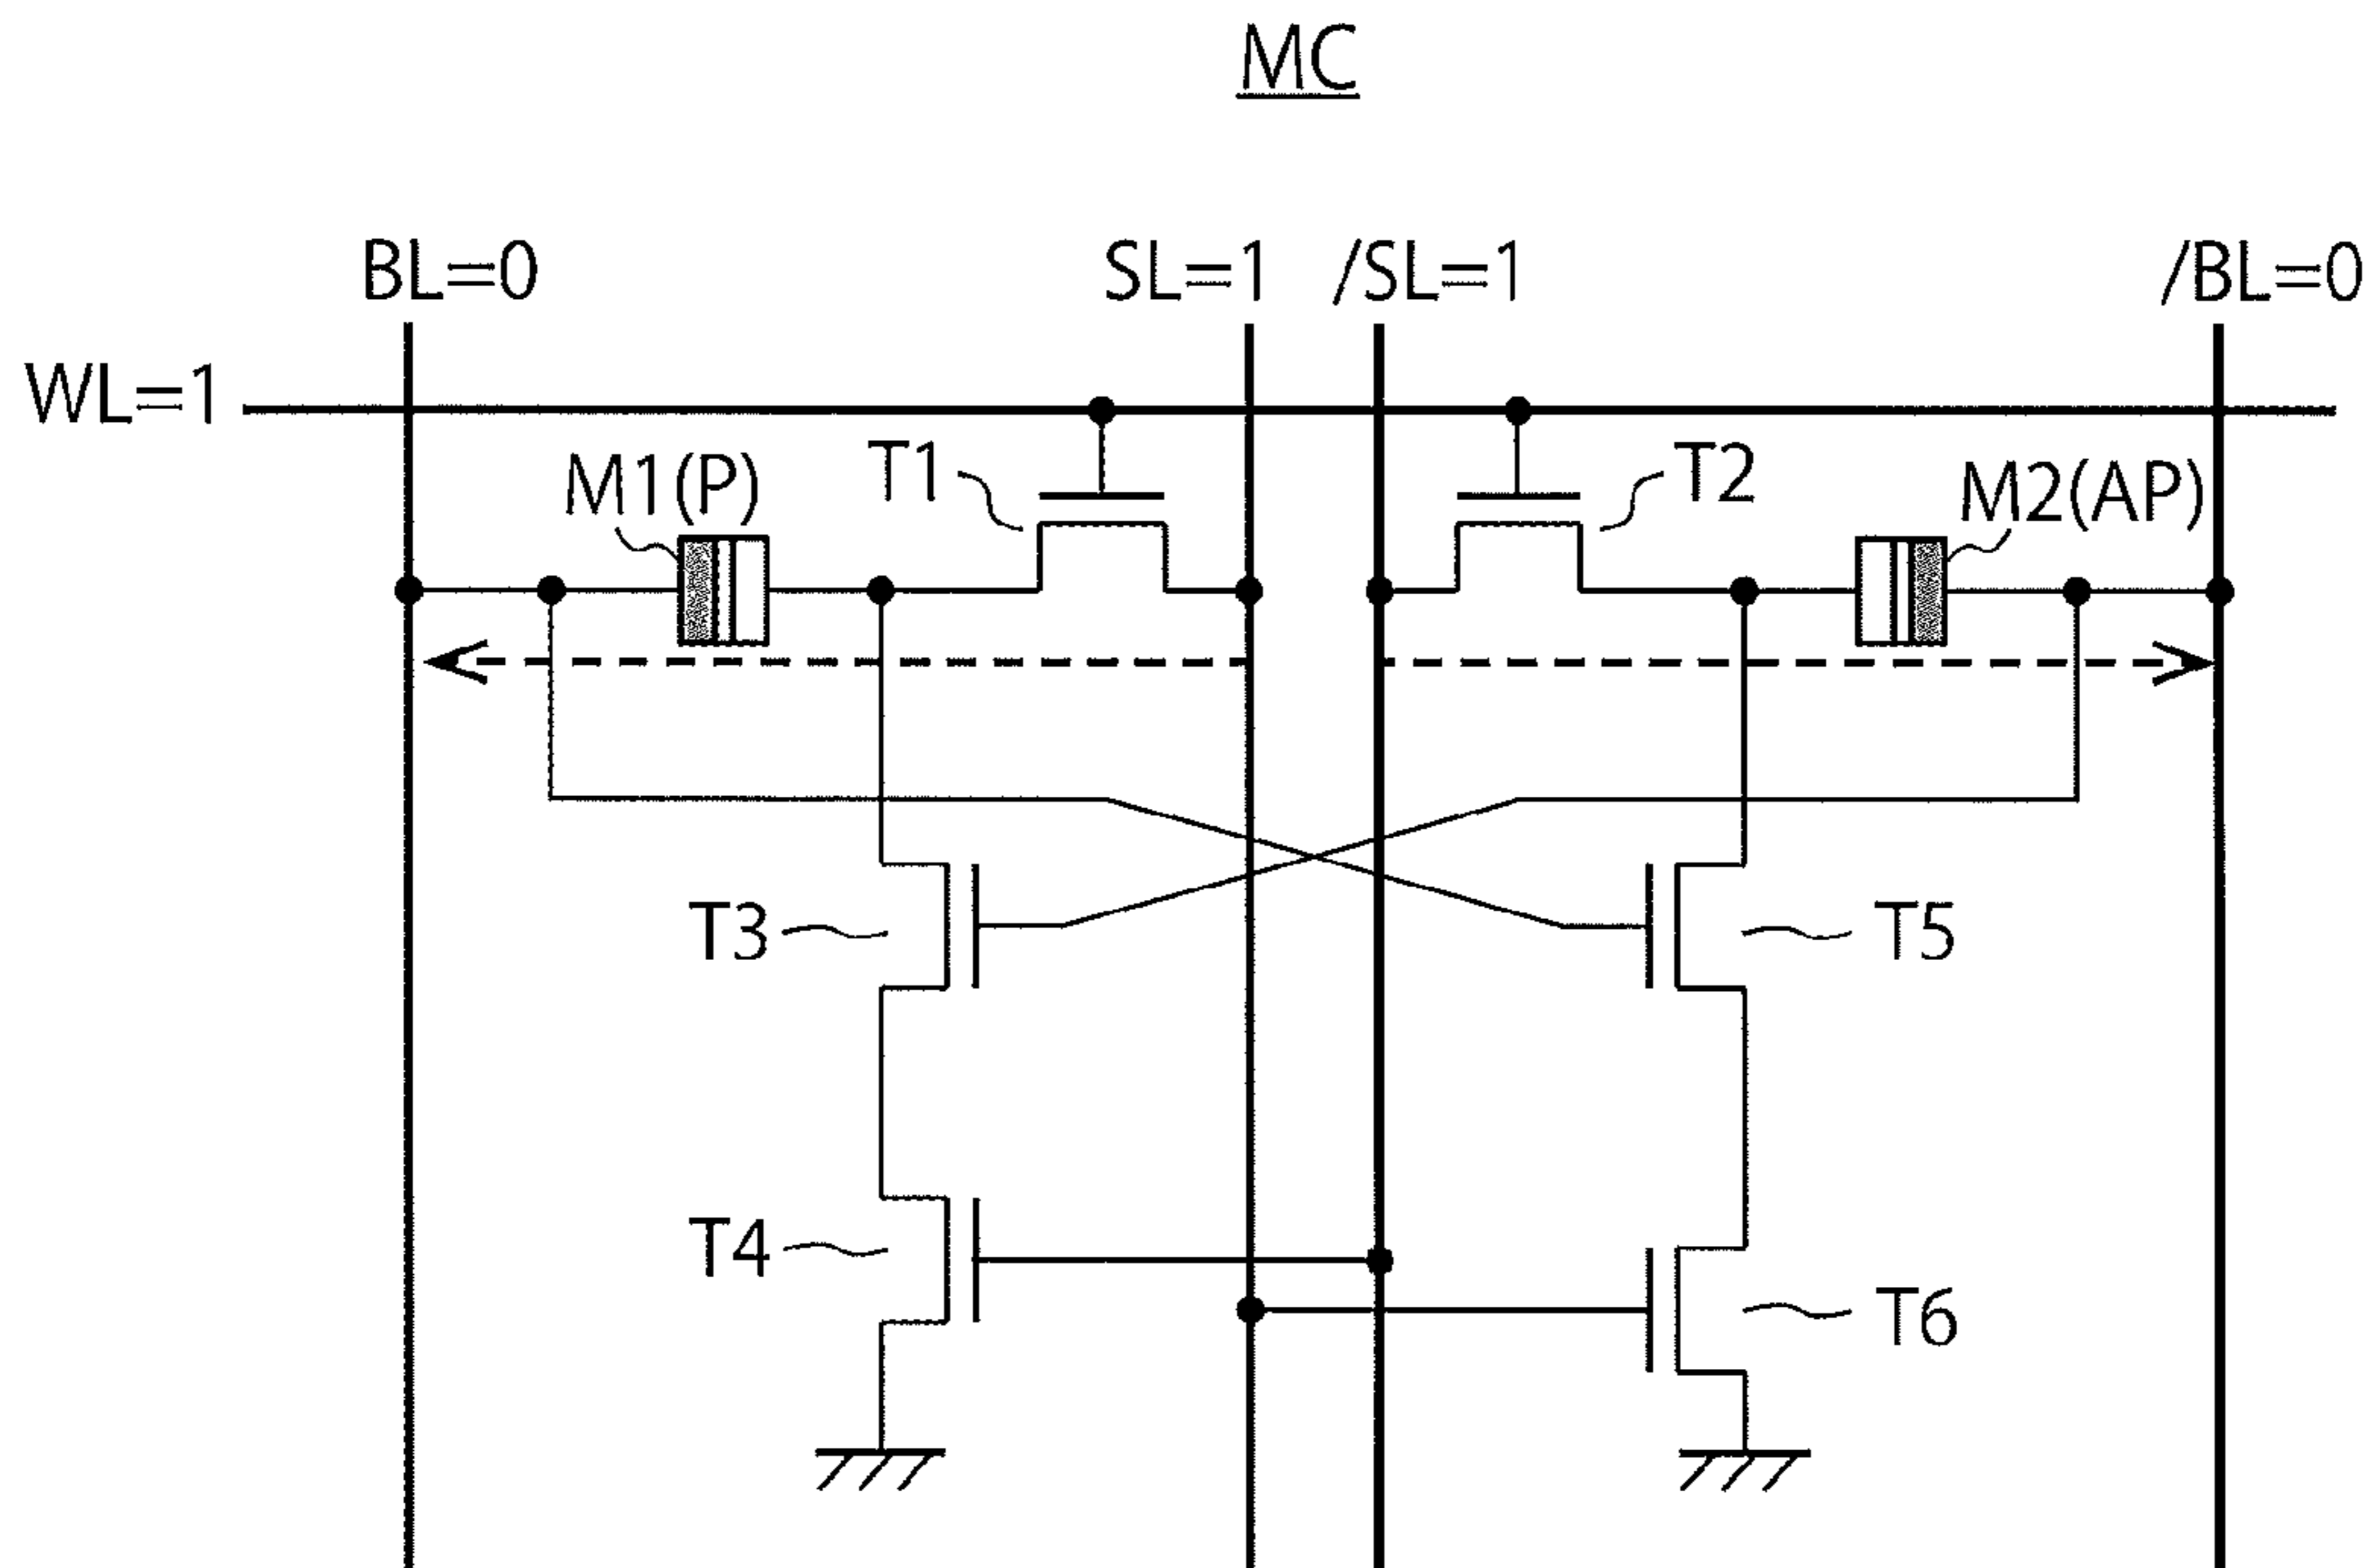 MC
BL=0
SL=1
/SL=1
/BL=0
WL=1
M1(P)
T1
T2
M2(AP)
T3
T5
T4
T6